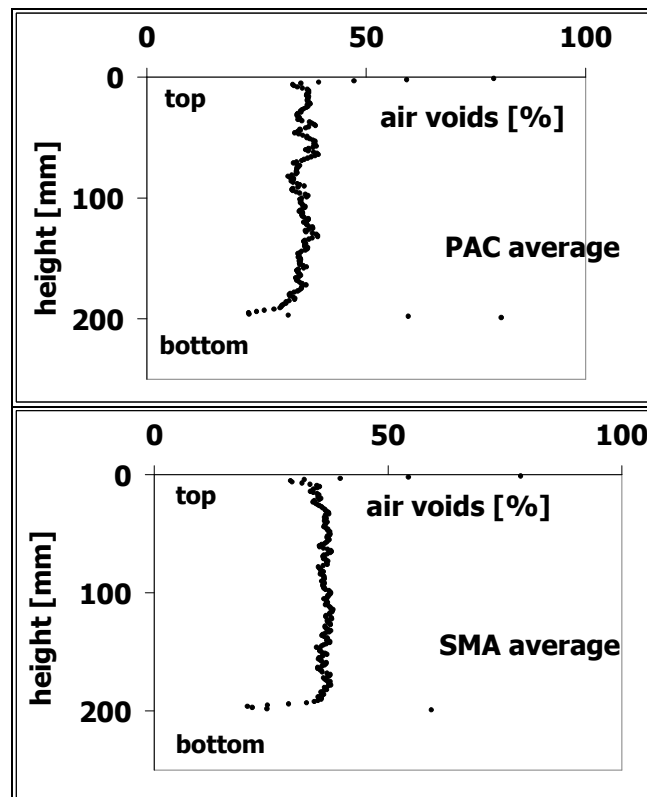 0 50 100
0
top
air voids [%]
100
height [mm]
PAC average
200
bottom
0 50 100
0
top
air voids [%]
100
height [mm]
SMA average
200
bottom